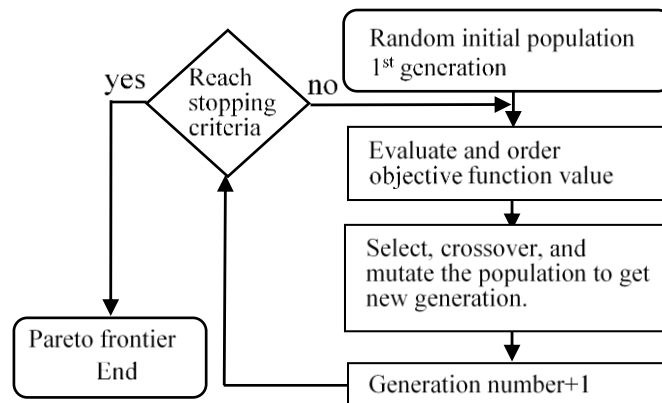 Random initial population
1st generation
yes
Reach
stopping
criteria
no
Evaluate and order
objective function value
Select, crossover, and
mutate the population to get
new generation.
Pareto frontier
End
Generation number+1